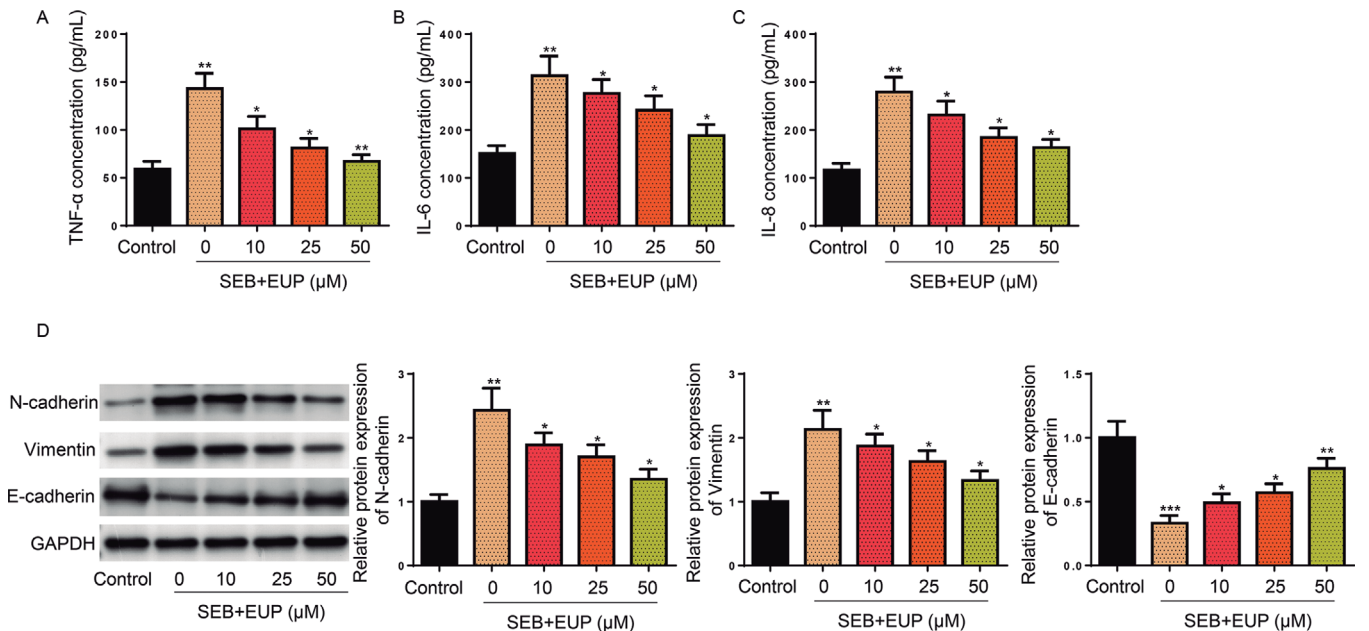 A
TNF-α concentration (pg/mL)
200
150
100
50
0
** * * **
Control 0 10 25 50
SEB+EUP (µM)
B
IL-6 concentration (pg/mL)
400
300
200
100
0
** * * *
Control 0 10 25 50
SEB+EUP (µM)
C
IL-8 concentration (pg/mL)
400
300
200
100
0
** * * *
Control 0 10 25 50
SEB+EUP (µM)
D
N-cadherin
Vimentin
E-cadherin
GAPDH
Control 0 10 25 50
SEB+EUP (µM)
Relative protein expression
of N-cadherin
3
2
1
0
** * * *
Control 0 10 25 50
SEB+EUP (µM)
Relative protein expression
of Vimentin
3
2
1
0
** * * *
Control 0 10 25 50
SEB+EUP (µM)
Relative protein expression
of E-cadherin
1.5
1.0
0.5
0.0
*** * * **
Control 0 10 25 50
SEB+EUP (µM)